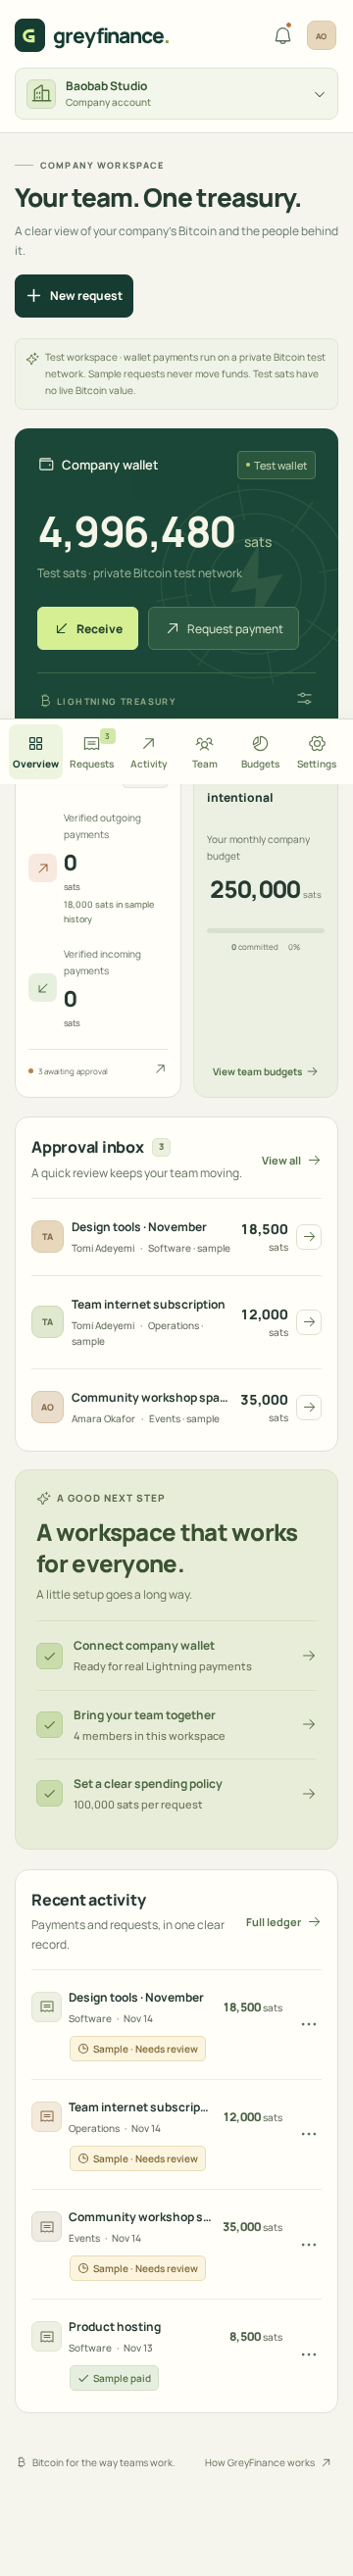 G greyfinance.
AO
Baobab Studio
Company account
COMPANY WORKSPACE
Your team. One treasury.
A clear view of your company's Bitcoin and the people behind
it.
New request
Test workspace · wallet payments run on a private Bitcoin test
network. Sample requests never move funds. Test sats have
no live Bitcoin value.
Company wallet
Test wallet
4,996,480 sats
Test sats · private Bitcoin test network
Receive
Request payment
LIGHTNING TREASURY
Overview
3
Requests
Activity
Team
Budgets
Settings
Verified outgoing
payments
0
sats
18,000 sats in sample
history
Verified incoming
payments
0
sats
3 awaiting approval
intentional
Your monthly company
budget
250,000 sats
0 committed 0%
View team budgets
Approval inbox 3
A quick review keeps your team moving.
View all
TA
Design tools · November
Tomi Adeyemi · Software · sample
18,500
sats
TA
Team internet subscription
Tomi Adeyemi · Operations ·
sample
12,000
sats
AO
Community workshop spa...
Amara Okafor · Events · sample
35,000
sats
A GOOD NEXT STEP
A workspace that works
for everyone.
A little setup goes a long way.
Connect company wallet
Ready for real Lightning payments
Bring your team together
4 members in this workspace
Set a clear spending policy
100,000 sats per request
Recent activity
Payments and requests, in one clear
record.
Full ledger
Design tools · November
Software · Nov 14
Sample · Needs review
18,500 sats
Team internet subscrip...
Operations · Nov 14
Sample · Needs review
12,000 sats
Community workshop s...
Events · Nov 14
Sample · Needs review
35,000 sats
Product hosting
Software · Nov 13
Sample paid
8,500 sats
Bitcoin for the way teams work.
How GreyFinance works